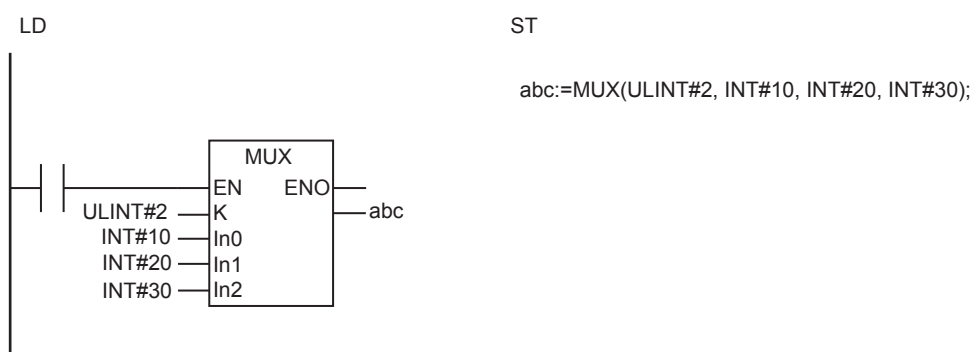 LD
ST
abc:=MUX(ULINT#2, INT#10, INT#20, INT#30);
MUX
EN ENO
ULINT#2 K abc
INT#10 In0
INT#20 In1
INT#30 In2